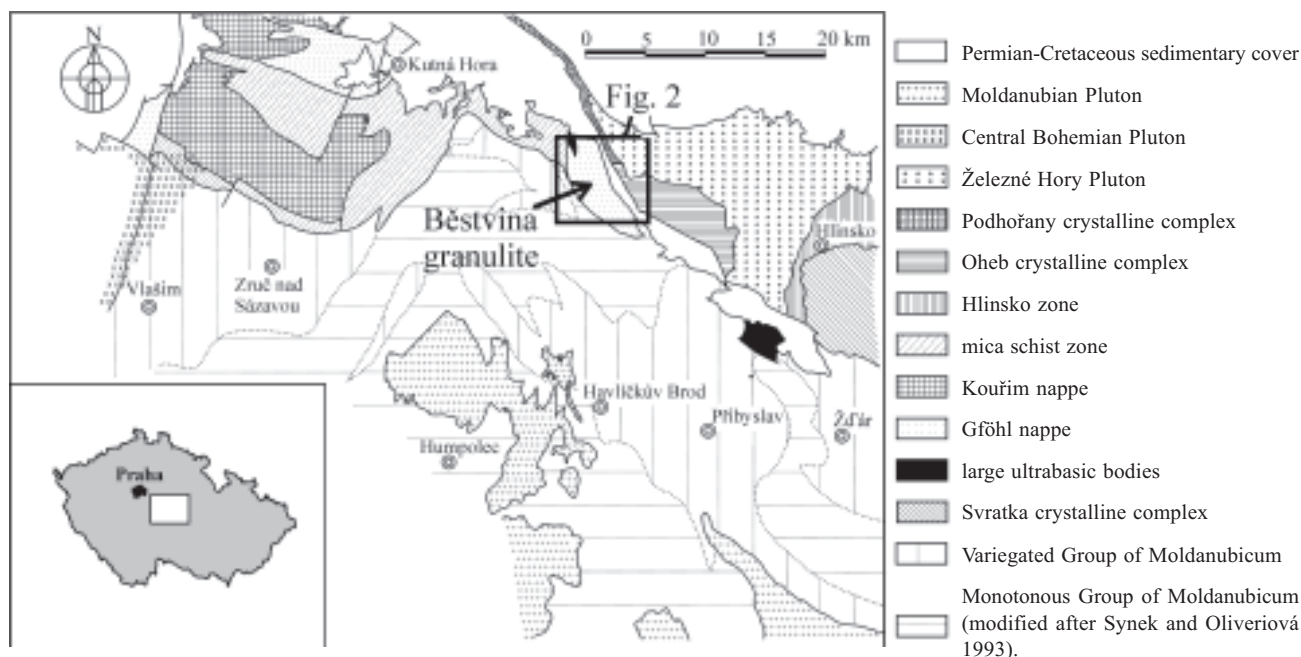 N
Kutná Hora
0 5 10 15 20 km
Fig. 2
Běstvina
granulite
Hlinsko
Vlašim
Zruč nad
Sázavou
Havlíčkův Brod
Přibyslav
Žďár
Humpolec
Praha
Permian-Cretaceous sedimentary cover
Moldanubian Pluton
Central Bohemian Pluton
Železné Hory Pluton
Podhořany crystalline complex
Oheb crystalline complex
Hlinsko zone
mica schist zone
Kouřim nappe
Gföhl nappe
large ultrabasic bodies
Svratka crystalline complex
Variegated Group of Moldanubicum
Monotonous Group of Moldanubicum
(modified after Synek and Oliveriová
1993).